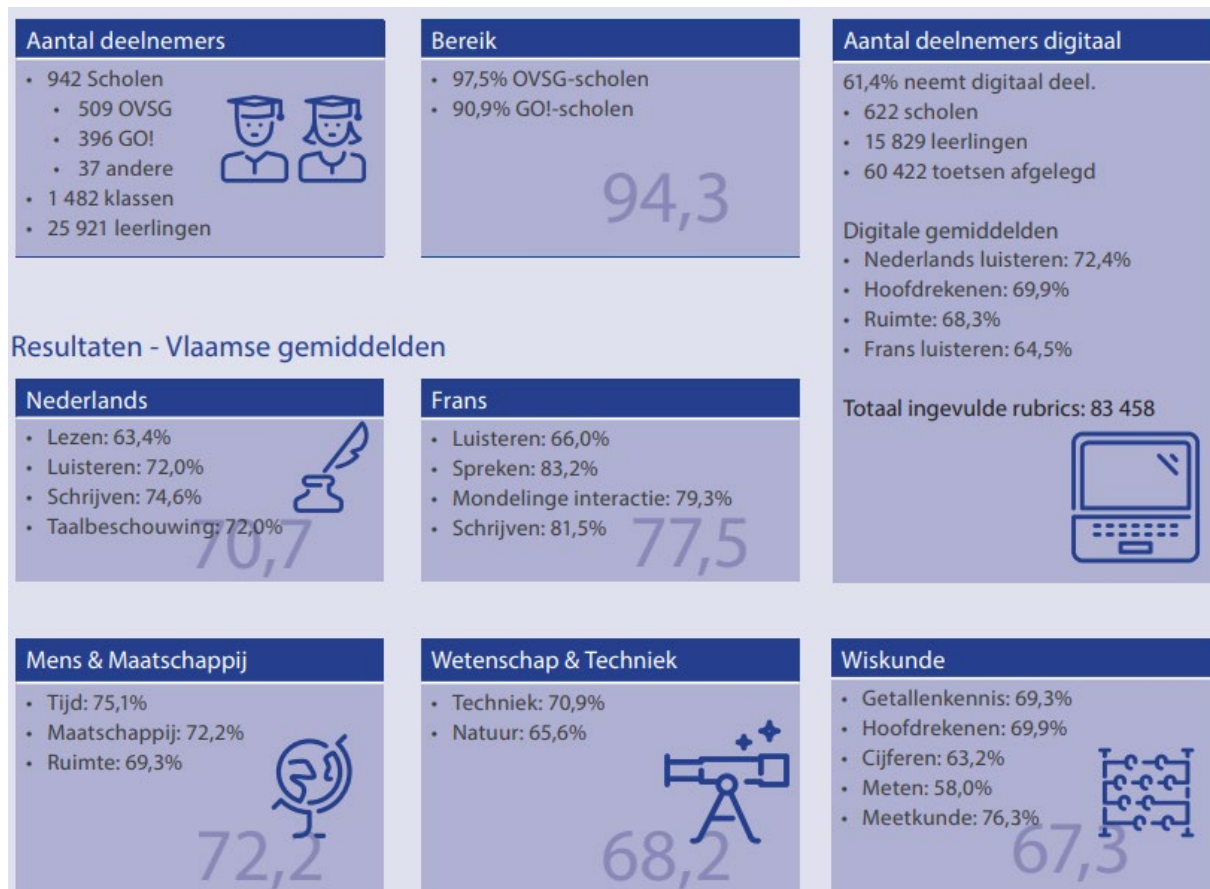 Aantal deelnemers
• 942 Scholen
• 509 OVSG
• 396 GO!
• 37 andere
• 1 482 klassen
• 25 921 leerlingen
Bereik
• 97,5% OVSG-scholen
• 90,9% GO!-scholen
94,3
Aantal deelnemers digitaal
61,4% neemt digitaal deel.
• 622 scholen
• 15 829 leerlingen
• 60 422 toetsen afgelegd
Digitale gemiddelden
• Nederlands luisteren: 72,4%
• Hoofdrekenen: 69,9%
• Ruimte: 68,3%
• Frans luisteren: 64,5%
Totaal ingevulde rubrics: 83 458
Resultaten - Vlaamse gemiddelden
Nederlands
• Lezen: 63,4%
• Luisteren: 72,0%
• Schrijven: 74,6%
• Taalbeschouwing: 72,0%
70,7
Frans
• Luisteren: 66,0%
• Spreken: 83,2%
• Mondelinge interactie: 79,3%
• Schrijven: 81,5%
77,5
Mens & Maatschappij
• Tijd: 75,1%
• Maatschappij: 72,2%
• Ruimte: 69,3%
72,2
Wetenschap & Techniek
• Techniek: 70,9%
• Natuur: 65,6%
68,2
Wiskunde
• Getallenkennis: 69,3%
• Hoofdrekenen: 69,9%
• Cijferen: 63,2%
• Meten: 58,0%
• Meetkunde: 76,3%
67,3